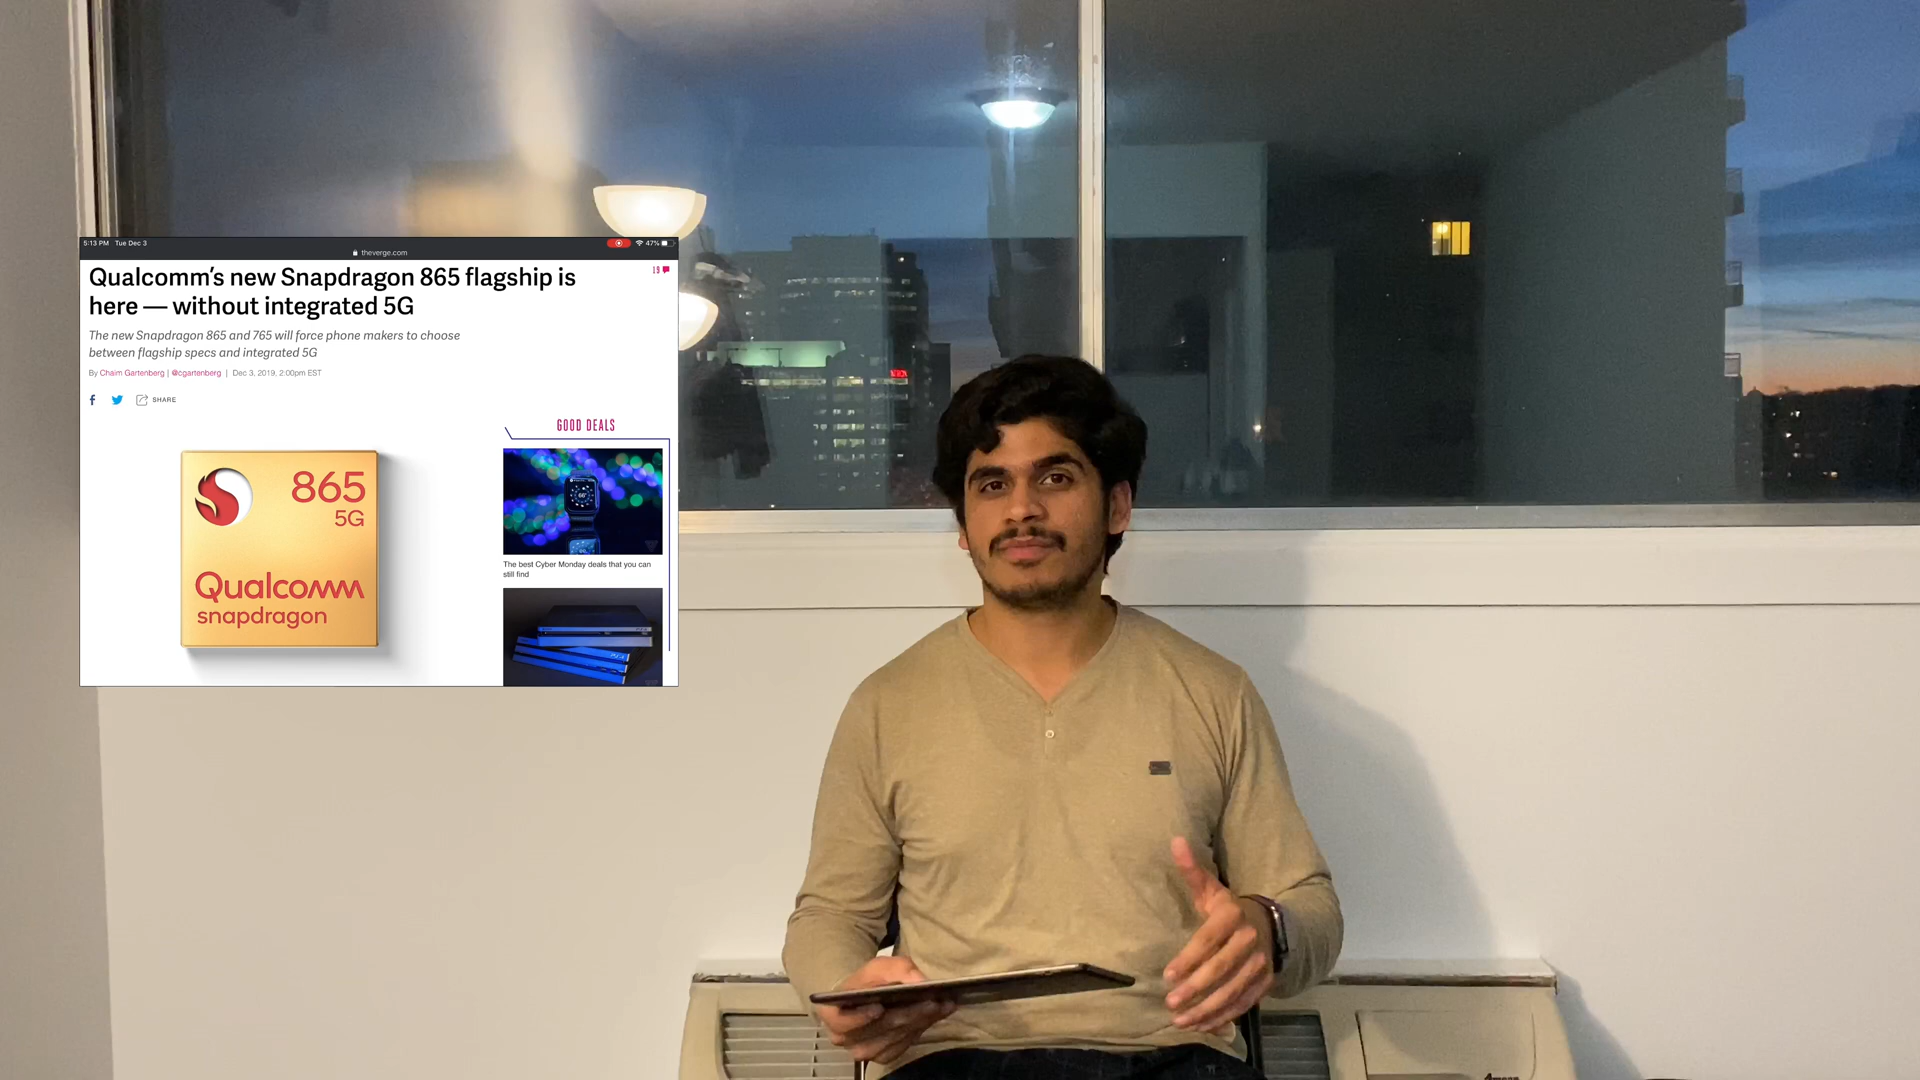 5:13 PM Tue Dec 3
47%
theverge.com
Qualcomm's new Snapdragon 865 flagship is
here — without integrated 5G
19
The new Snapdragon 865 and 765 will force phone makers to choose
between flagship specs and integrated 5G
By Chaim Gartenberg | @cgartenberg | Dec 3, 2019, 2:00pm EST
SHARE
GOOD DEALS
865
5G
Qualcomm
snapdragon
The best Cyber Monday deals that you can
still find